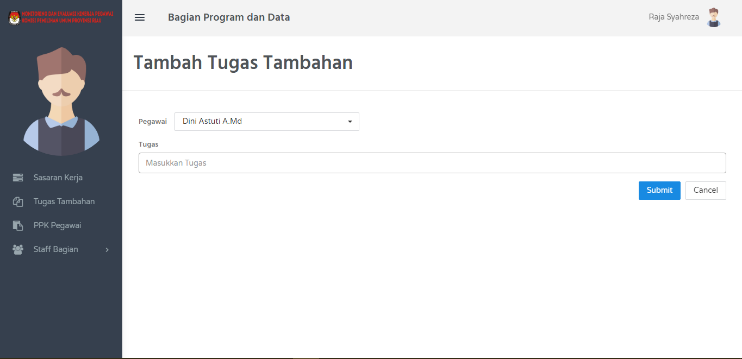 Bagian Program dan Data
Raja Syahreza
Tambah Tugas Tambahan
Pegawai
Dini Astuti A.Md
Tugas
Masukkan Tugas
Submit
Cancel
Sasaran Kerja
Tugas Tambahan
PPK Pegawai
Staff Bagian